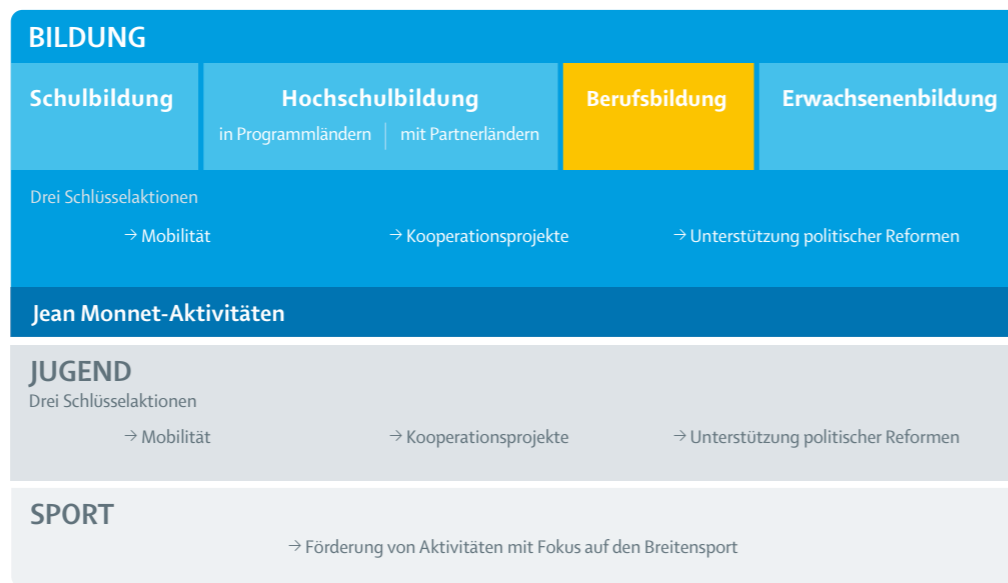 BILDUNG
Schulbildung
Hochschulbildung
in Programmländern | mit Partnerländern
Berufsbildung
Erwachsenenbildung
Drei Schlüsselaktionen
→ Mobilität → Kooperationsprojekte → Unterstützung politischer Reformen
Jean Monnet-Aktivitäten
JUGEND
Drei Schlüsselaktionen
→ Mobilität → Kooperationsprojekte → Unterstützung politischer Reformen
SPORT
→ Förderung von Aktivitäten mit Fokus auf den Breitensport